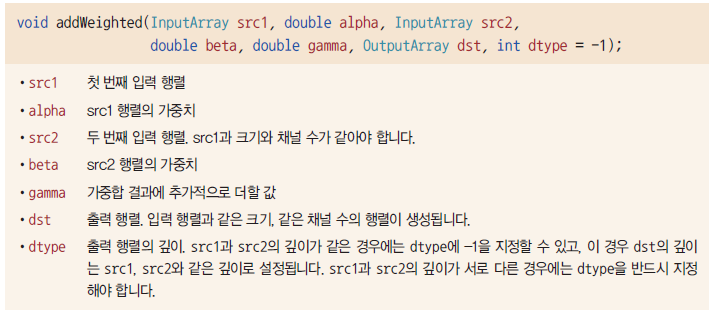 void addWeighted(InputArray src1, double alpha, InputArray src2,
double beta, double gamma, OutputArray dst, int dtype = -1);
• src1 첫 번째 입력 행렬
• alpha src1 행렬의 가중치
• src2 두 번째 입력 행렬. src1과 크기와 채널 수가 같아야 합니다.
• beta src2 행렬의 가중치
• gamma 가중합 결과에 추가적으로 더할 값
• dst 출력 행렬. 입력 행렬과 같은 크기, 같은 채널 수의 행렬이 생성됩니다.
• dtype 출력 행렬의 깊이. src1과 src2의 깊이가 같은 경우에는 dtype에 -1을 지정할 수 있고, 이 경우 dst의 깊이
는 src1, src2와 같은 깊이로 설정됩니다. src1과 src2의 깊이가 서로 다른 경우에는 dtype을 반드시 지정
해야 합니다.